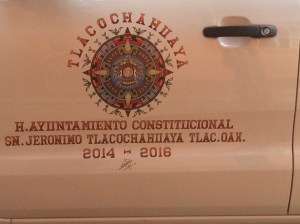 TLACOCHAHUAYA
H.AYUNTAMIENTO CONSTITUCIONAL
SN.JERONIMO TLACOCHAHUAYA TLAC.OAX.
2014 - 2016